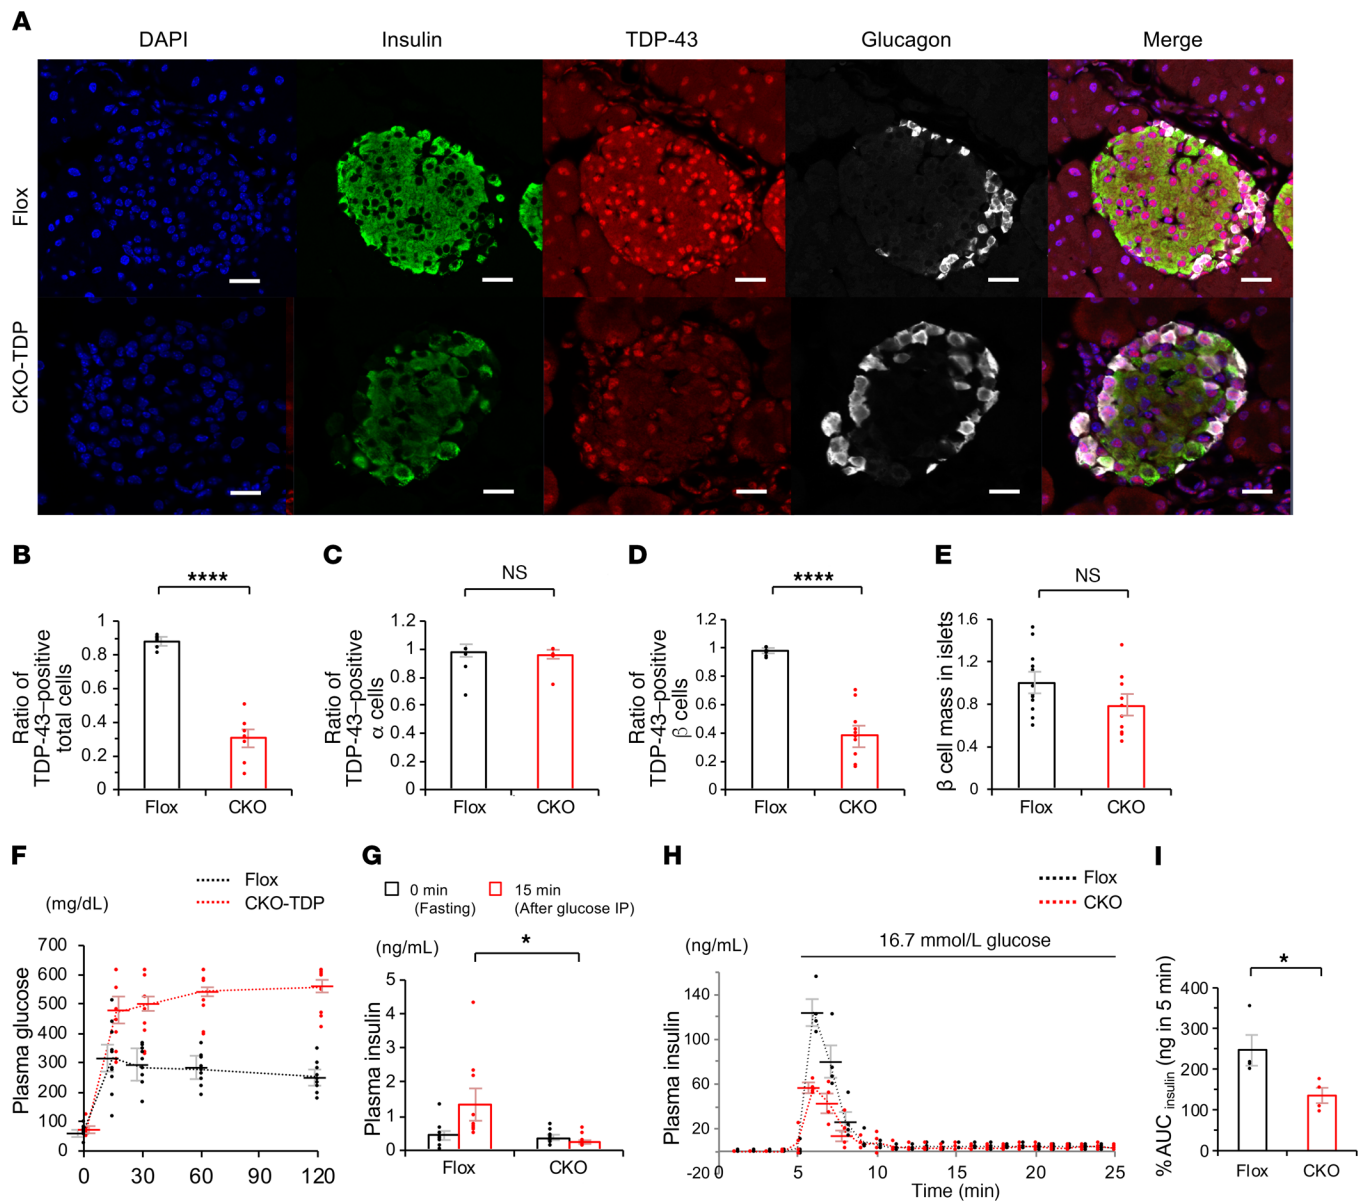 A
DAPI Insulin TDP-43 Glucagon Merge
Flox
CKO-TDP
B
****
Ratio of
TDP-43–positive
total cells
1
0.8
0.6
0.4
0.2
0
Flox CKO
C
NS
Ratio of
TDP-43–positive
α cells
1.2
1
0.8
0.6
0.4
0.2
0
Flox CKO
D
****
Ratio of
TDP-43–positive
β cells
1.2
1
0.8
0.6
0.4
0.2
0
Flox CKO
E
NS
β cell mass in islets
1.6
1.2
0.8
0.4
0
Flox CKO
F
Flox
CKO-TDP
(mg/dL)
Plasma glucose
700
600
500
400
300
200
100
0
0 30 60 90 120
G
0 min
(Fasting)
15 min
(After glucose IP)
(ng/mL)
*
Plasma insulin
5
4
3
2
1
0
Flox CKO
H
Flox
CKO
(ng/mL)
16.7 mmol/L glucose
Plasma insulin
140
100
60
20
-20
0 5 10 15 20 25
Time (min)
I
*
%AUC insulin (ng in 5 min)
400
300
200
100
0
Flox CKO